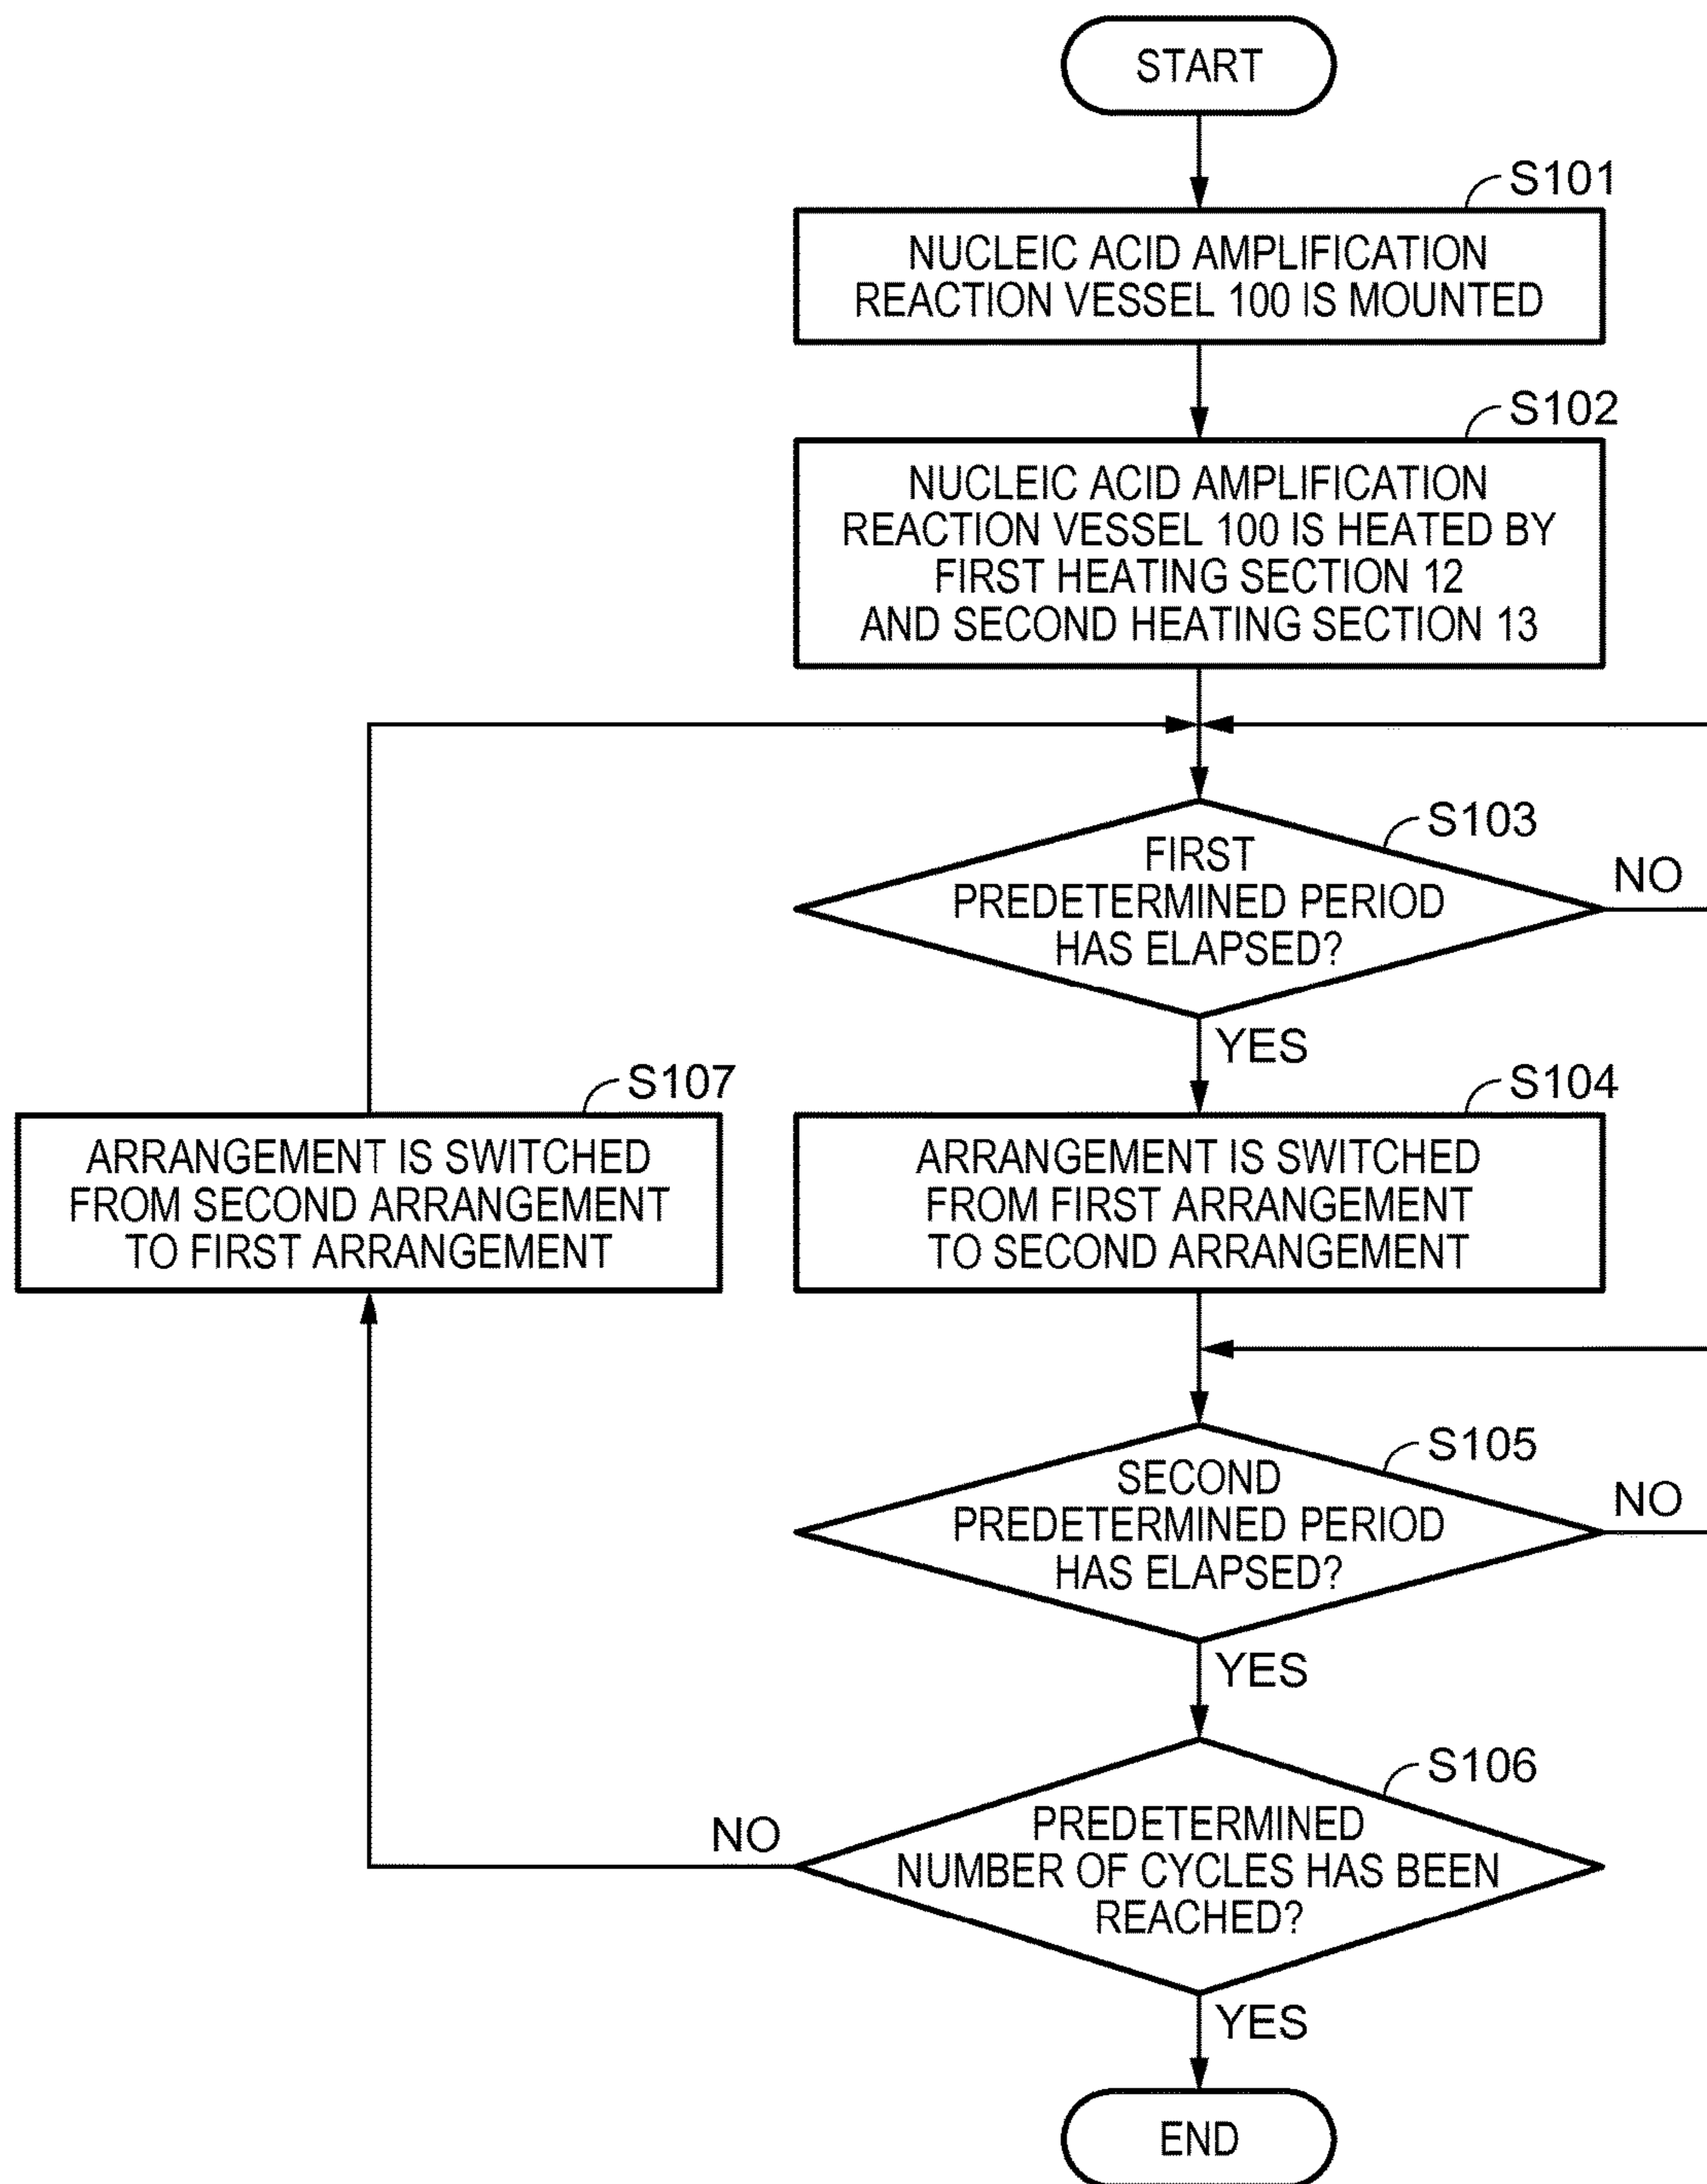 START
S101
NUCLEIC ACID AMPLIFICATION
REACTION VESSEL 100 IS MOUNTED
S102
NUCLEIC ACID AMPLIFICATION
REACTION VESSEL 100 IS HEATED BY
FIRST HEATING SECTION 12
AND SECOND HEATING SECTION 13
S103
FIRST
PREDETERMINED PERIOD
HAS ELAPSED?
NO
YES
S107
ARRANGEMENT IS SWITCHED
FROM SECOND ARRANGEMENT
TO FIRST ARRANGEMENT
S104
ARRANGEMENT IS SWITCHED
FROM FIRST ARRANGEMENT
TO SECOND ARRANGEMENT
S105
SECOND
PREDETERMINED PERIOD
HAS ELAPSED?
NO
YES
S106
PREDETERMINED
NUMBER OF CYCLES HAS BEEN
REACHED?
NO
YES
END